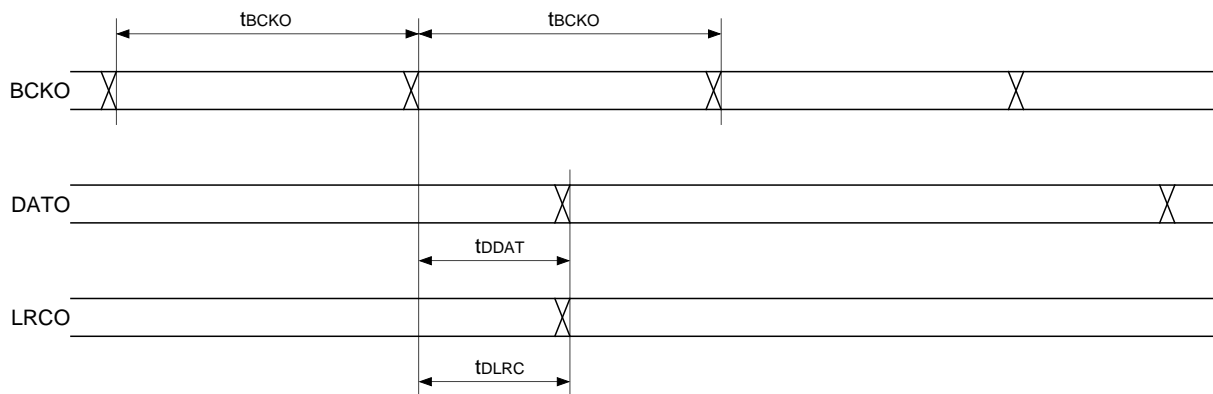 tBCKO tBCKO
BCKO
DATO
tDDAT
LRCO
tDLRC